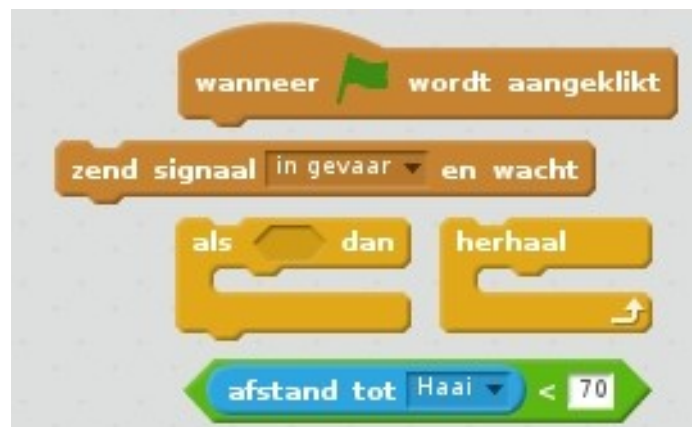 wanneer wordt aangeklikt
zend signaal in gevaar en wacht
als dan
herhaal
afstand tot Haai < 70